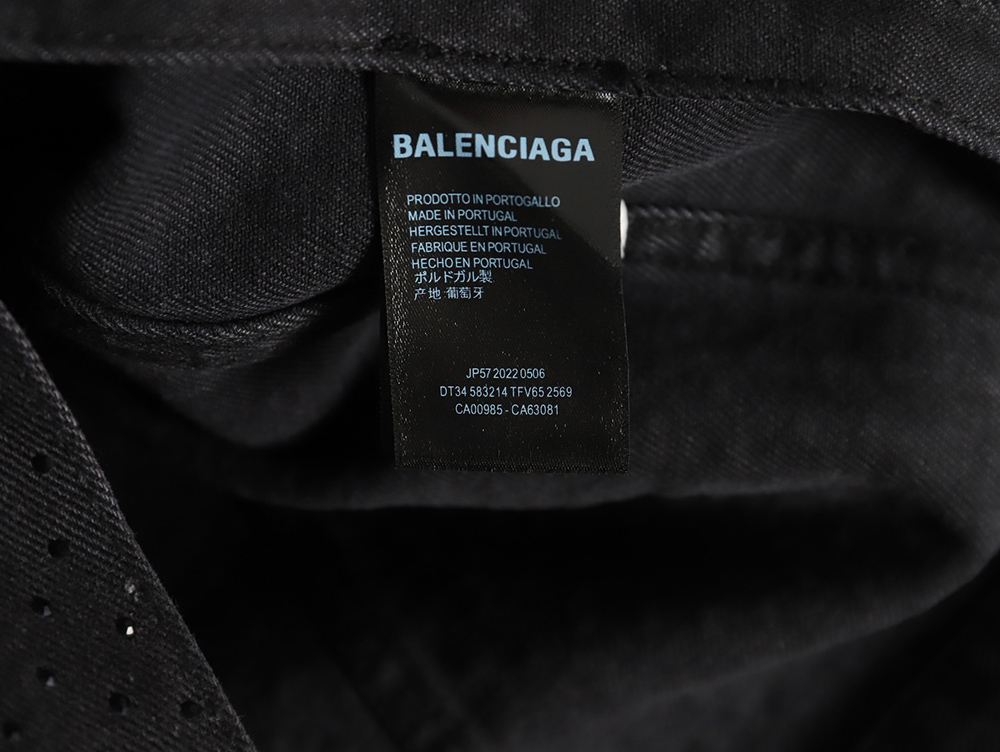 BALENCIAGA
PRODOTTO IN PORTOGALLO
MADE IN PORTUGAL
HERGESTELLT IN PORTUGAL
FABRIQUE EN PORTUGAL
HECHO EN PORTUGAL
ポルドガル製
产地:葡萄牙
JP57 2022 0506
DT34 583214 TFV65 2569
CA00985 - CA63081